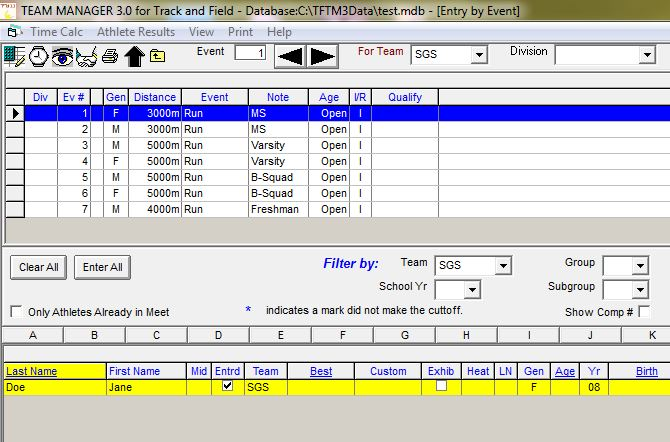 TEAM MANAGER 3.0 for Track and Field - Database:C:\TFTM3Data\test.mdb - [Entry by Event]
Time Calc Athlete Results Tutorial Help
Event 1 For Team SGS Division
Div Ev # Gen Distance Event Note Age I/R Qualify
1 F 3000m Run MS Open I
2 M 3000m Run MS Open I
3 M 5000m Run Varsity Open I
4 F 5000m Run Varsity Open I
5 M 5000m Run B-Squad Open I
6 F 5000m Run B-Squad Open I
7 M 4000m Run Freshman Open I
Clear All Enter All Filter by: Team SGS Group
School Yr Subgroup
Only Athletes Already in Meet * indicates a mark did not make the cuttoff. Show Comp #
A B C D E F G H I J K
Last Name First Name Mid Entrd Team Best Custom Exhib Heat LN Gen Age Yr Birth
Doe Jane SGS F 08